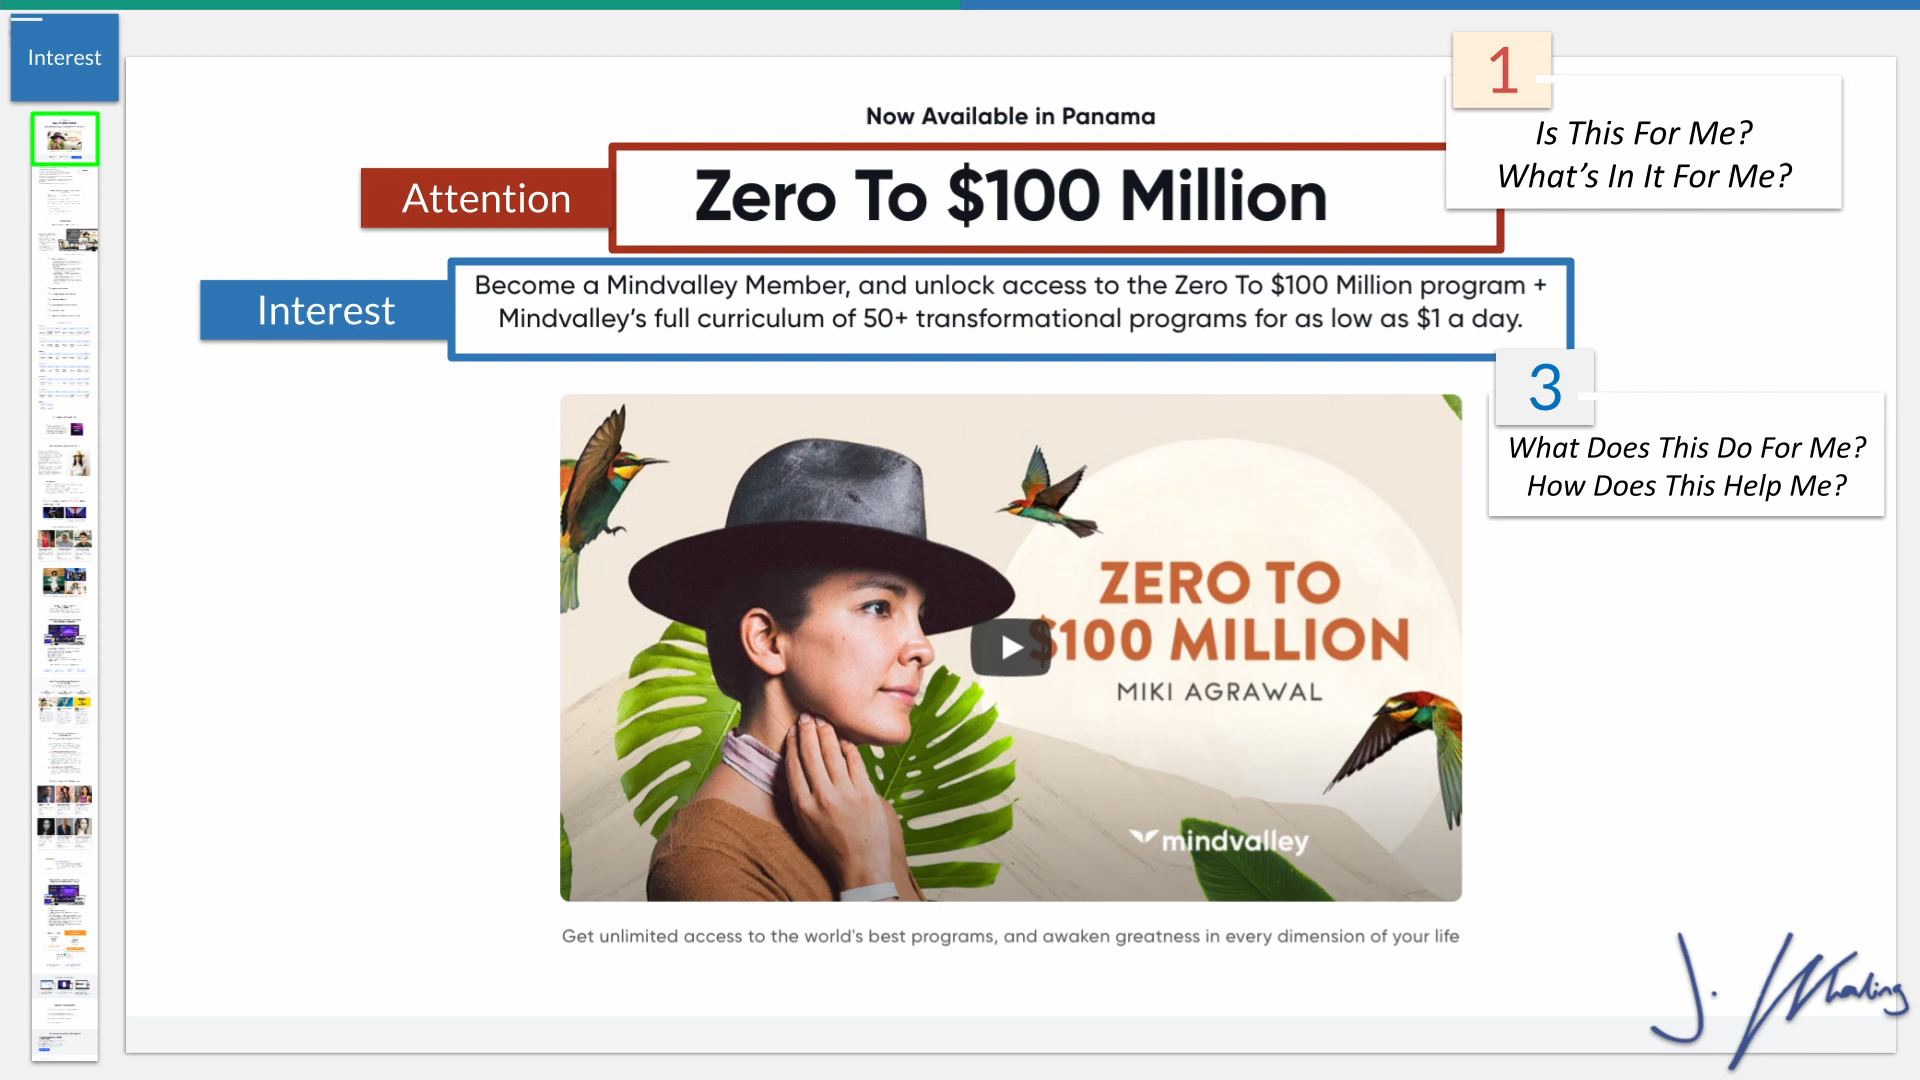 Interest
Now Available in Panama
1
Is This For Me?
What's In It For Me?
Attention
Zero To $100 Million
Interest
Become a Mindvalley Member, and unlock access to the Zero To $100 Million program +
Mindvalley's full curriculum of 50+ transformational programs for as low as $1 a day.
3
What Does This Do For Me?
How Does This Help Me?
ZERO TO
$100 MILLION
MIKI AGRAWAL
mindvalley
Get unlimited access to the world's best programs, and awaken greatness in every dimension of your life
J. Whaling